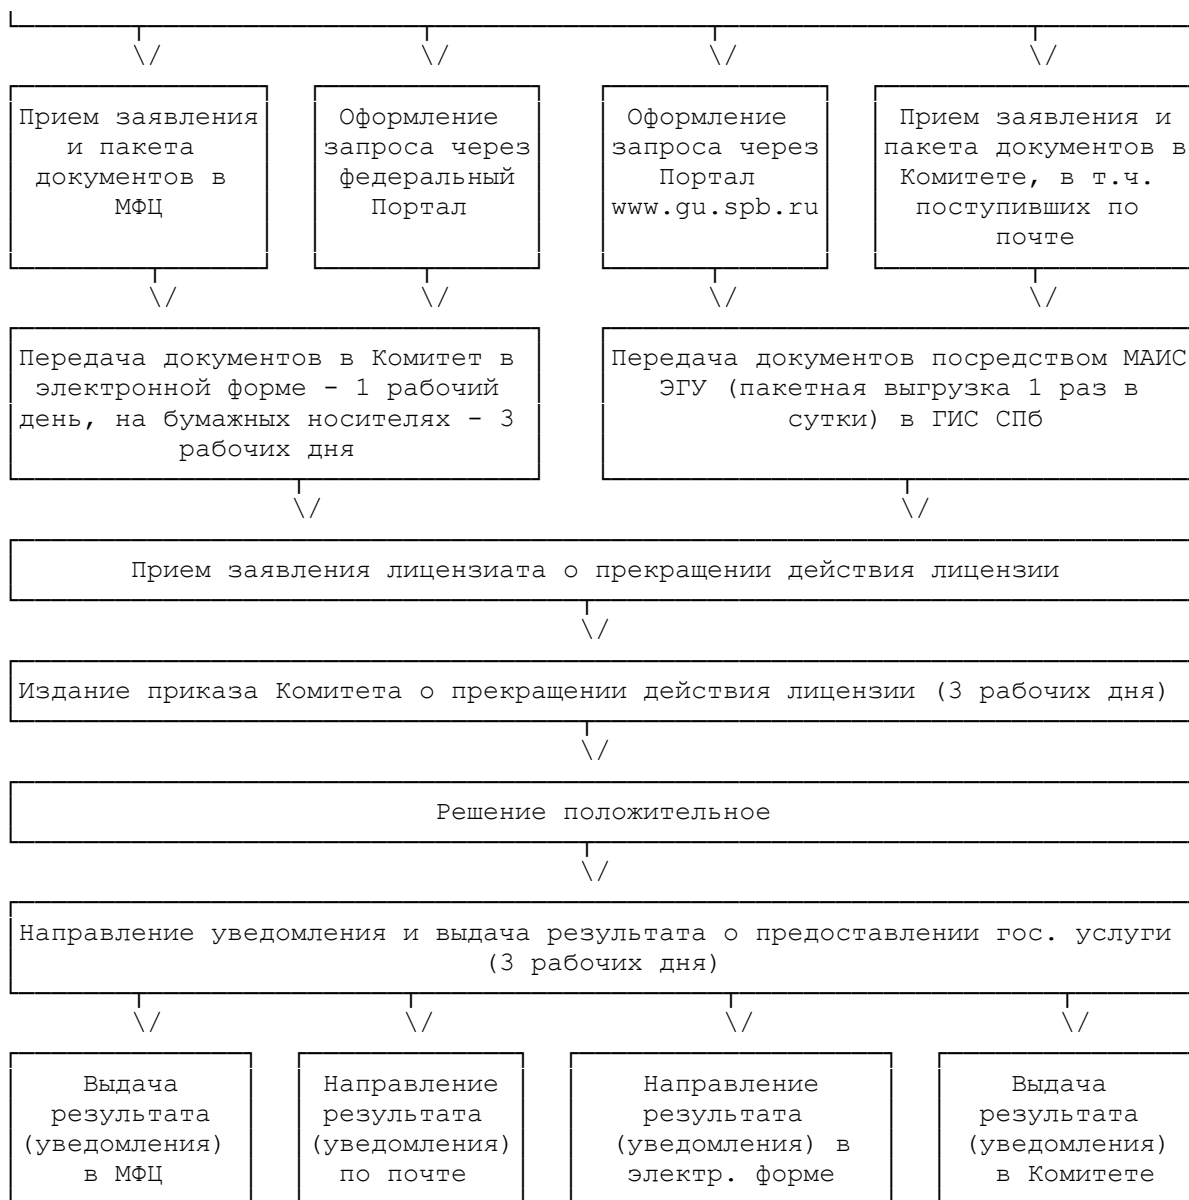 Прием заявления
и пакета
документов в
МФЦ
Оформление
запроса через
федеральный
Портал
Оформление
запроса через
Портал
www.gu.spb.ru
Прием заявления и
пакета документов в
Комитете, в т.ч.
поступивших по
почте
Передача документов в Комитет в
электронной форме - 1 рабочий
день, на бумажных носителях - 3
рабочих дня
Передача документов посредством МАИС
ЭГУ (пакетная выгрузка 1 раз в
сутки) в ГИС СПб
Прием заявления лицензиата о прекращении действия лицензии
Издание приказа Комитета о прекращении действия лицензии (3 рабочих дня)
Решение положительное
Направление уведомления и выдача результата о предоставлении гос. услуги
(3 рабочих дня)
Выдача
результата
(уведомления)
в МФЦ
Направление
результата
(уведомления)
по почте
Направление
результата
(уведомления) в
электр. форме
Выдача
результата
(уведомления)
в Комитете